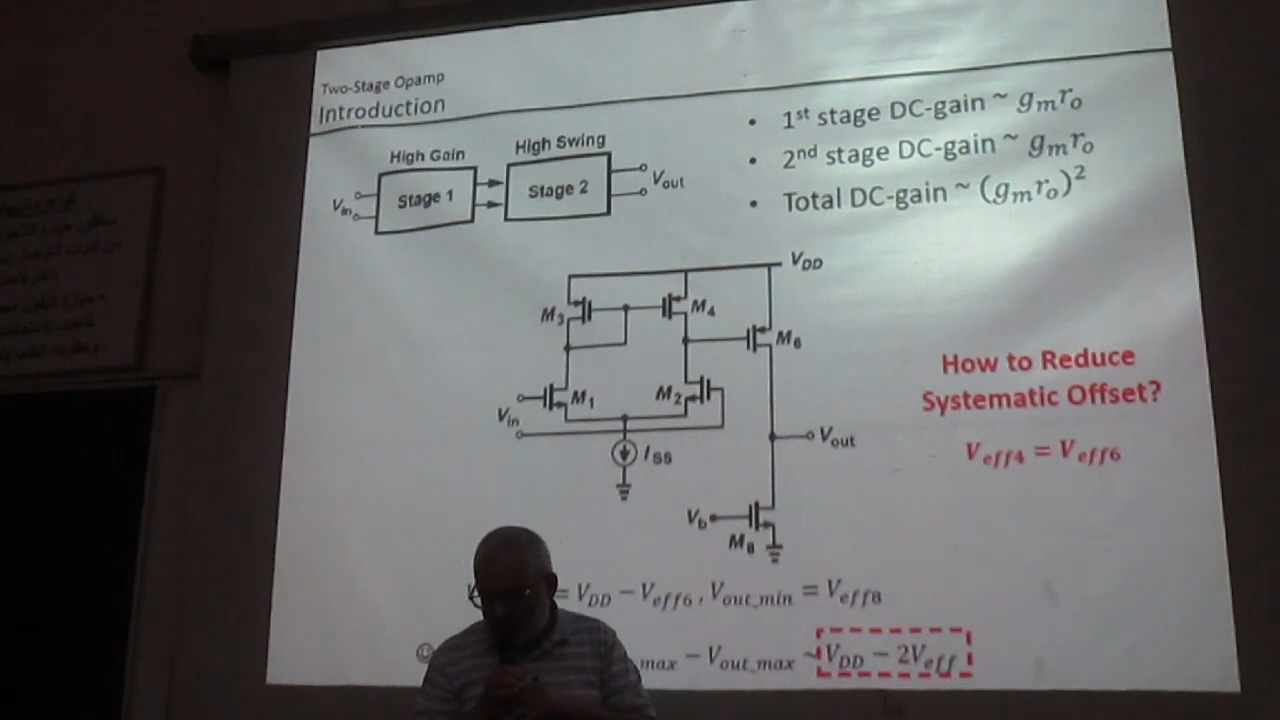 Two-Stage Opamp
Introduction
High Gain
High Swing
Vin
Stage 1
Stage 2
Vout
• 1st stage DC-gain ~ gmro
• 2nd stage DC-gain ~ gmro
• Total DC-gain ~ (gmro)²
VDD
M3
M4
M6
M1
M2
Vin
ISS
Vout
Vb
M8
How to Reduce
Systematic Offset?
Veff4 = Veff6
= VDD − Veff6 , Vout_min = Veff8
max − Vout_max ~ VDD − 2Veff